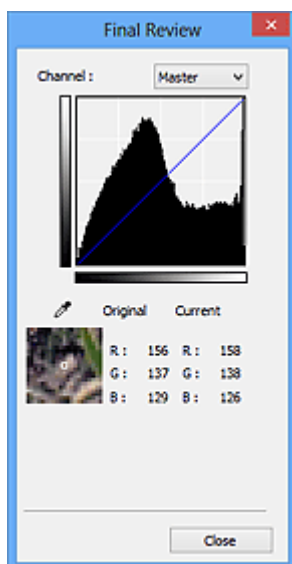 Final Review
Channel : Master
Original Current
R : 156 R : 158
G : 137 G : 138
B : 129 B : 126
Close